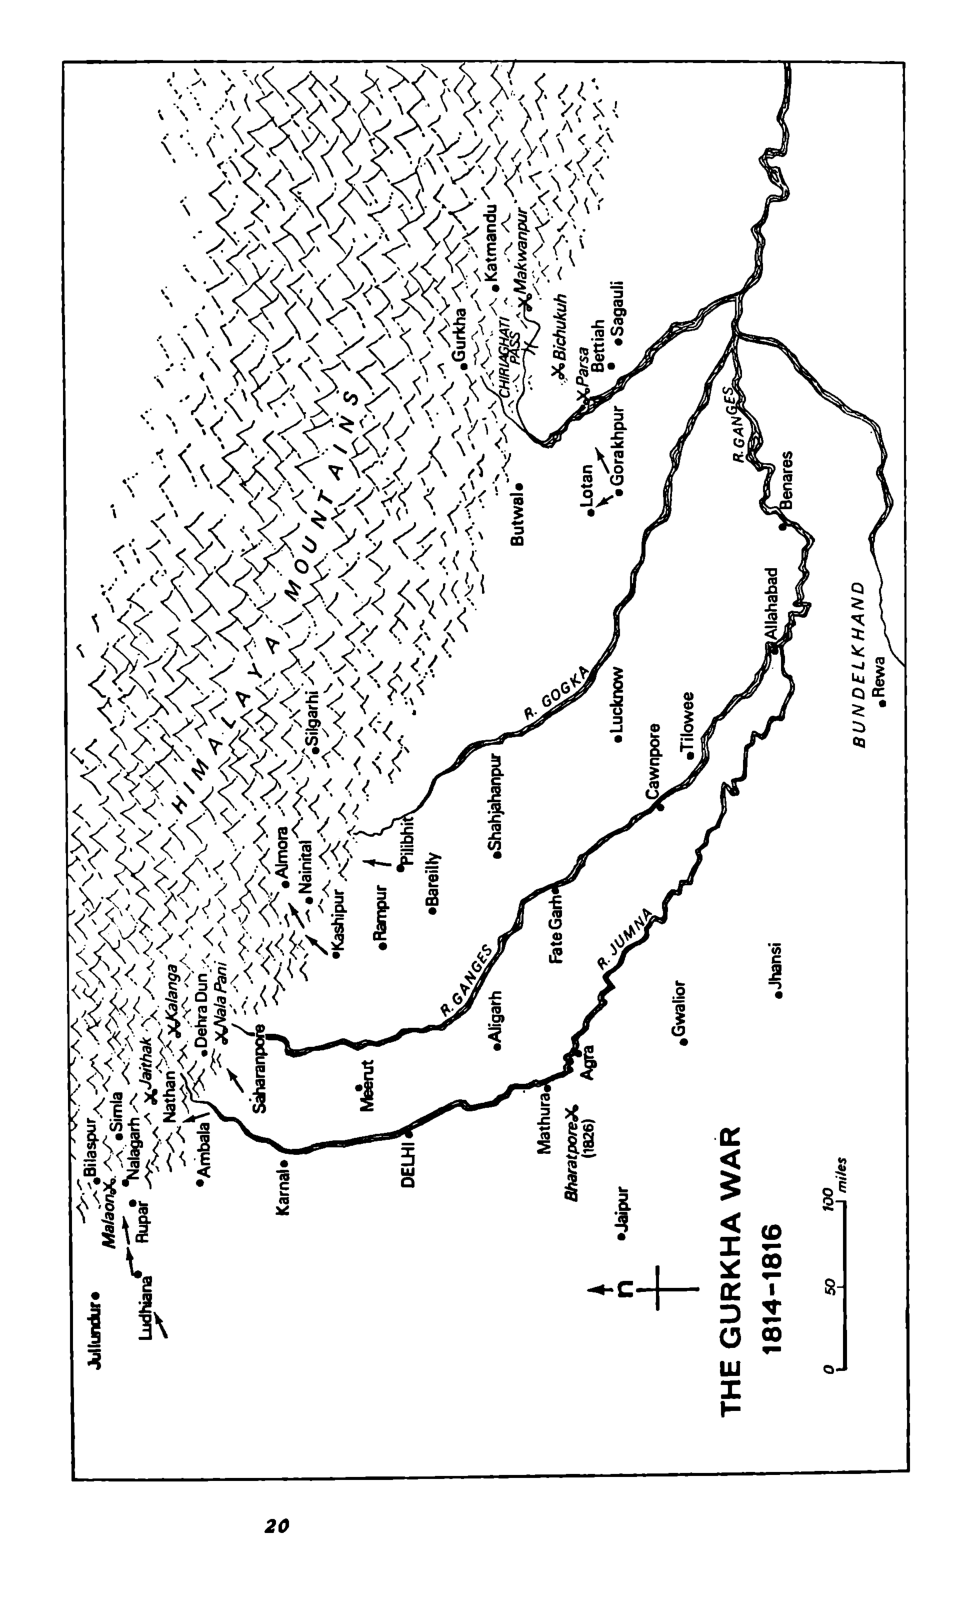 Jullundur
Ludhiana
Malaon
Rupar
Bilaspur
Simla
Nalagarh
Jaithak
Nathan
Ambala
Kalanga
Dehra Dun
Nala Pani
Saharanpore
Karnal
DELHI
Meerut
HIMALAYA MOUNTAINS
Almora
Nainital
Kashipur
Rampur
Pilibhit
Bareilly
Silgarhi
Shahjahanpur
R. GANGES
Aligarh
Fate Garh
R. JUMNA
Mathura
Bharatpore
(1826)
Agra
Jaipur
Gwalior
Jhansi
R. GOGKA
Lucknow
Cawnpore
Tilowee
Allahabad
Benares
R. GANGES
BUNDELKHAND
Rewa
Butwal
Lotan
Gorakhpur
Gurkha
Katmandu
CHIRIAGHATI
PASS
Makwanpur
Bichukuh
Parsa
Bettiah
Sagauli
n
THE GURKHA WAR
1814–1816
0 50 100
miles
20